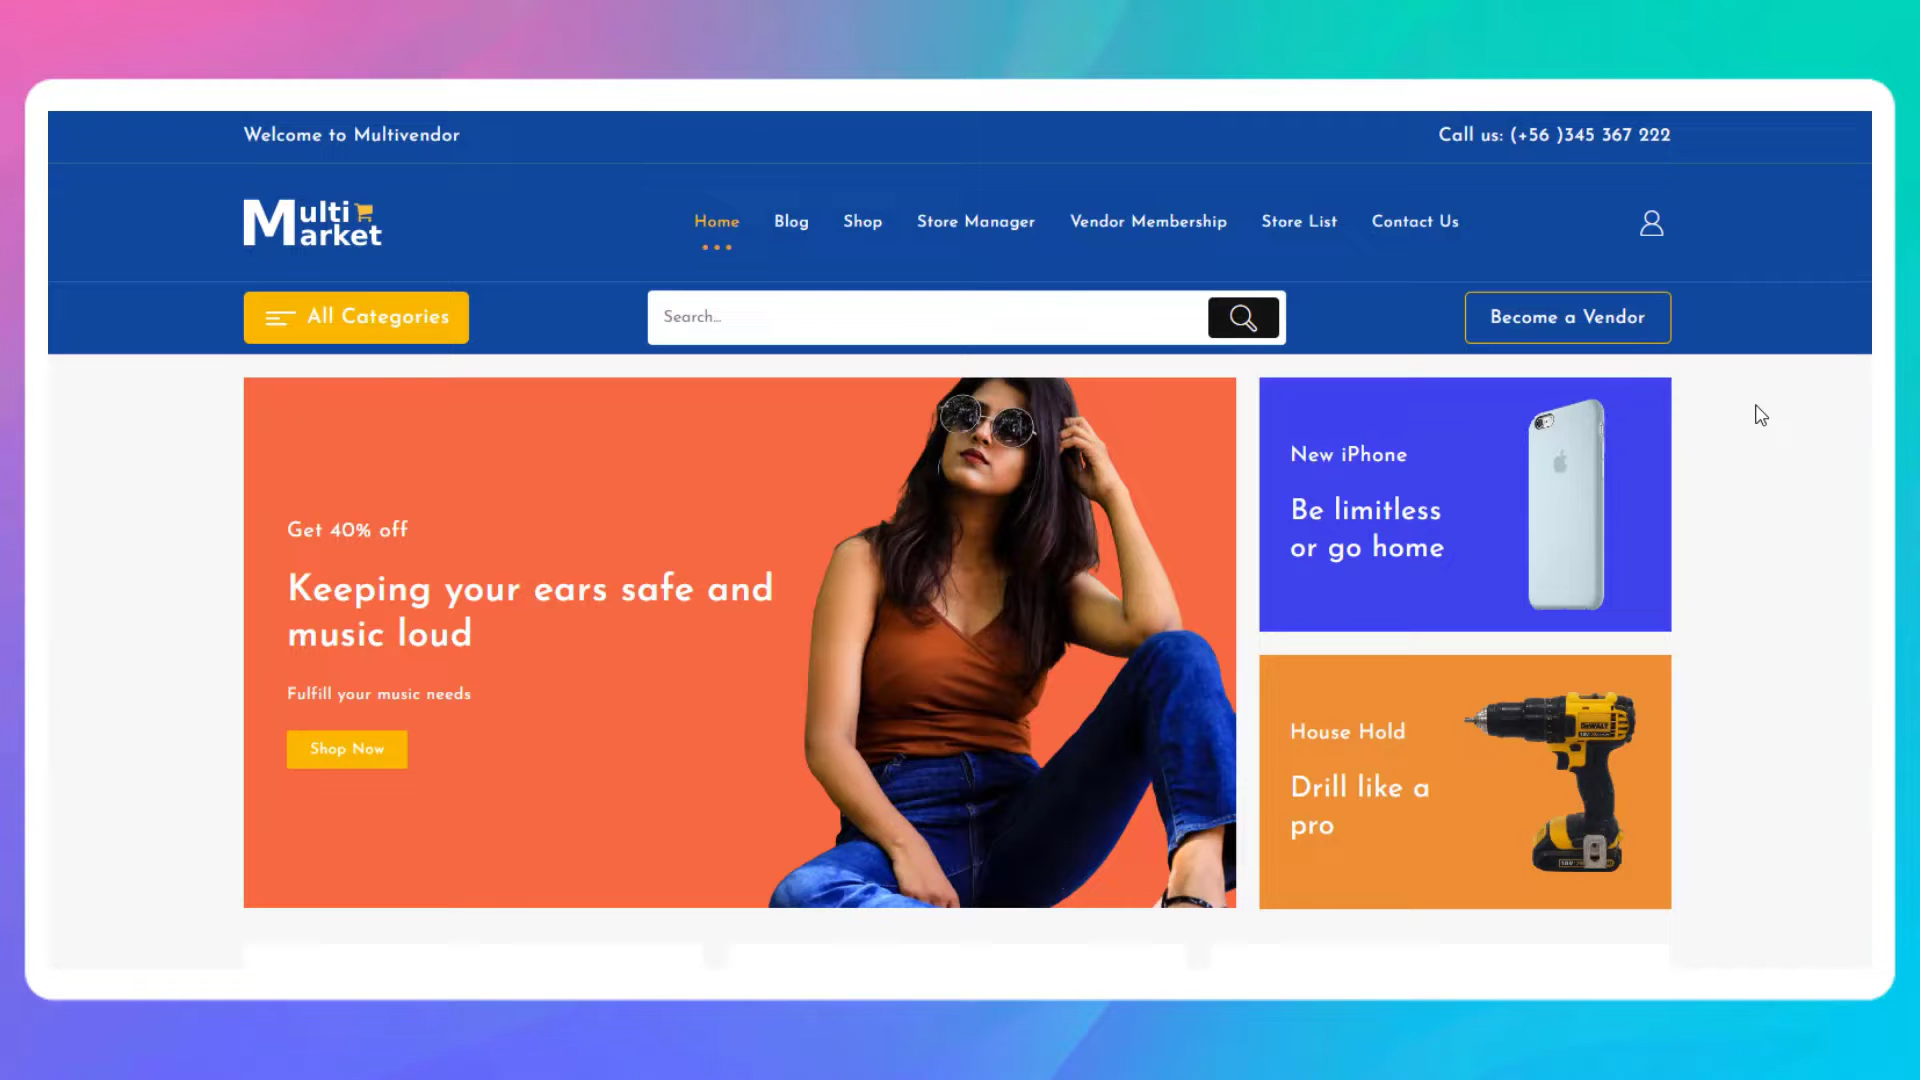 Welcome to Multivendor
Call us: (+56 )345 367 222
Multi
Market
Home Blog Shop Store Manager Vendor Membership Store List Contact Us
All Categories
Search...
Become a Vendor
Get 40% off
Keeping your ears safe and
music loud
Fulfill your music needs
Shop Now
New iPhone
Be limitless
or go home
House Hold
Drill like a
pro
DEWALT